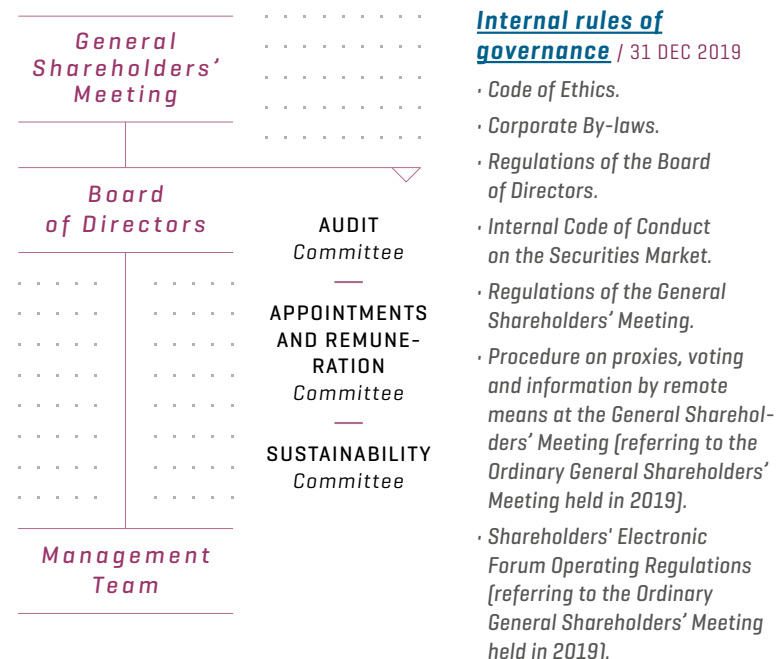 General
Shareholders’
Meeting
Board
of Directors
AUDIT
Committee
APPOINTMENTS
AND REMUNE-
RATION
Committee
SUSTAINABILITY
Committee
Management
Team
Internal rules of
governance / 31 DEC 2019
· Code of Ethics.
· Corporate By-laws.
· Regulations of the Board
of Directors.
· Internal Code of Conduct
on the Securities Market.
· Regulations of the General
Shareholders’ Meeting.
· Procedure on proxies, voting
and information by remote
means at the General Sharehol-
ders’ Meeting (referring to the
Ordinary General Shareholders’
Meeting held in 2019).
· Shareholders' Electronic
Forum Operating Regulations
(referring to the Ordinary
General Shareholders’ Meeting
held in 2019).